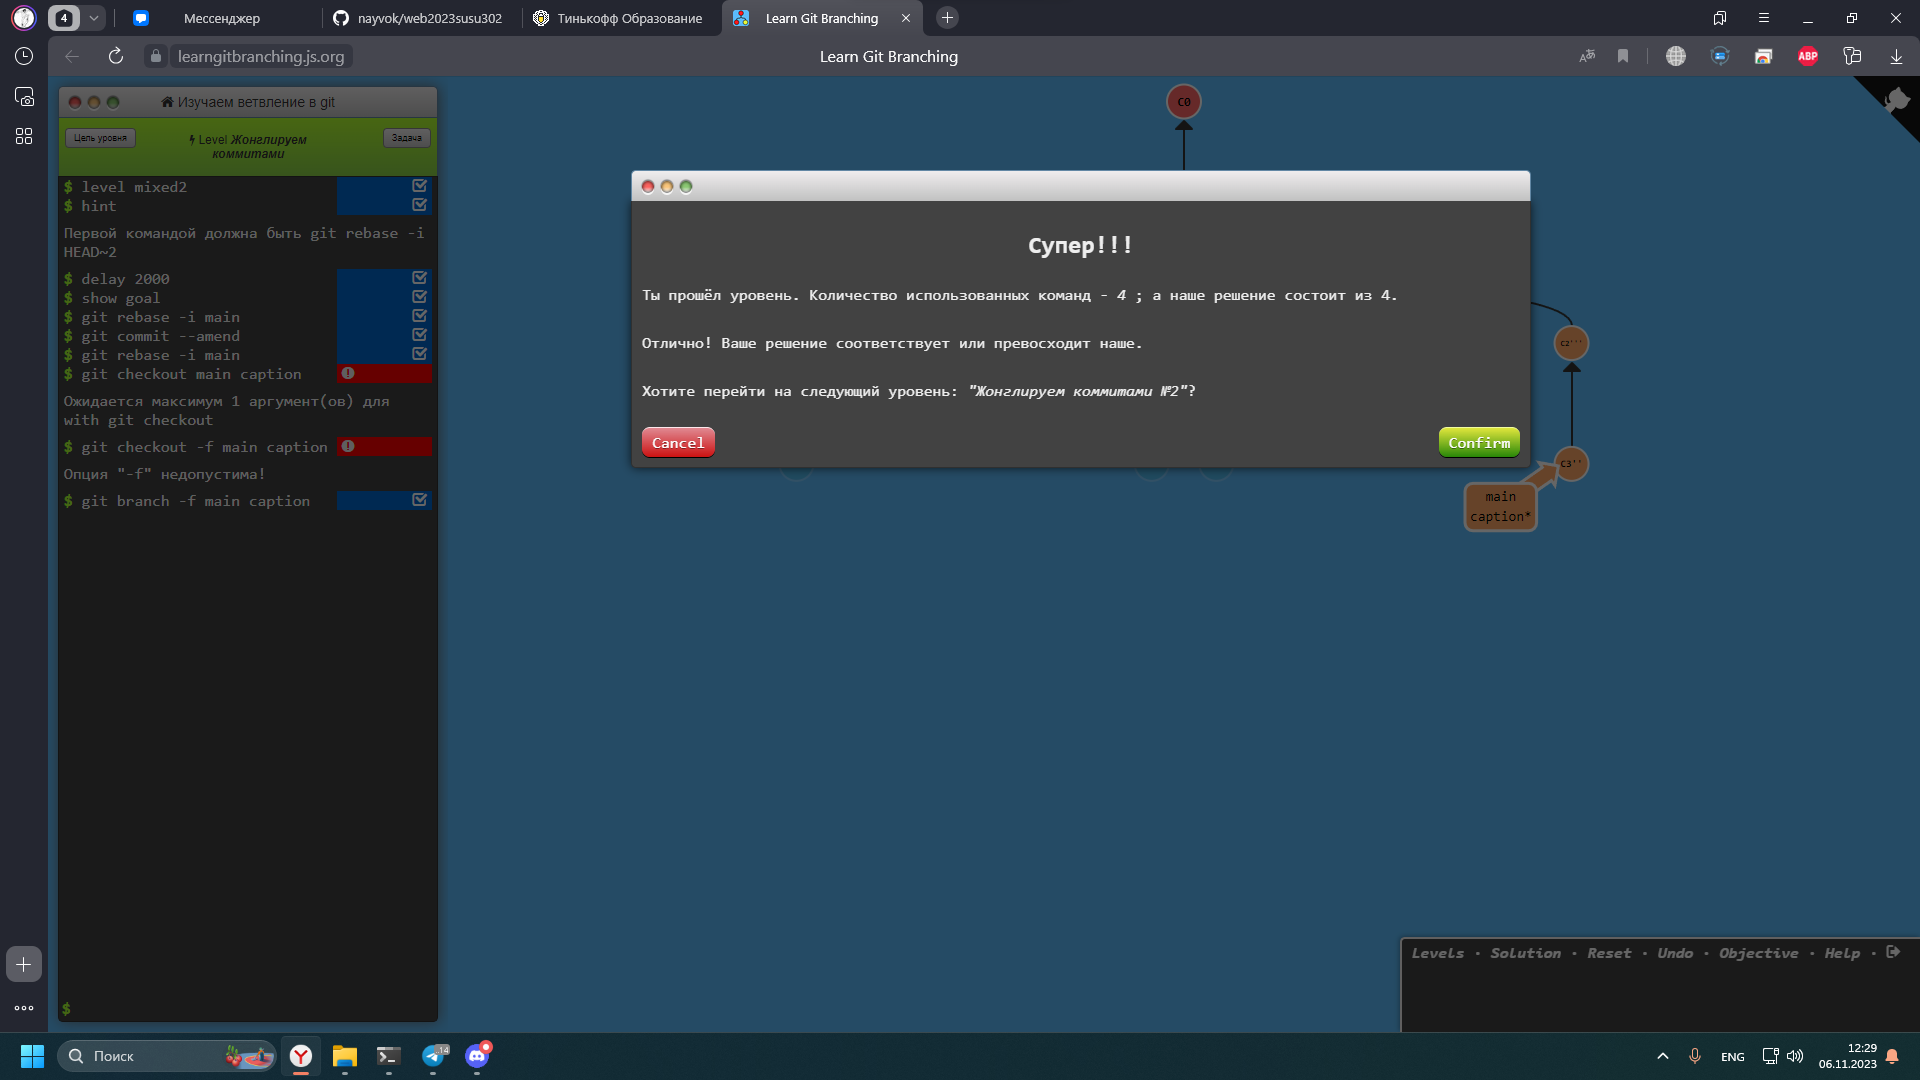 4
Мессенджер
nayvok/web2023susu302
Тинькофф Образование
Learn Git Branching
learngitbranching.js.org
Learn Git Branching
ABP
Изучаем ветвление в git
Цель уровня
Level Жонглируем
коммитами
Задача
$ level mixed2
$ hint
Первой командой должна быть git rebase -i
HEAD~2
$ delay 2000
$ show goal
$ git rebase -i main
$ git commit --amend
$ git rebase -i main
$ git checkout main caption
Ожидается максимум 1 аргумент(ов) для
with git checkout
$ git checkout -f main caption
Опция "-f" недопустима!
$ git branch -f main caption
$
C0
Супер!!!
Ты прошёл уровень. Количество использованных команд - 4 ; а наше решение состоит из 4.
Отлично! Ваше решение соответствует или превосходит наше.
Хотите перейти на следующий уровень: "Жонглируем коммитами №2"?
Cancel
Confirm
C2'''
C3''
main
caption*
Levels · Solution · Reset · Undo · Objective · Help ·
Поиск
14
ENG
12:29
06.11.2023